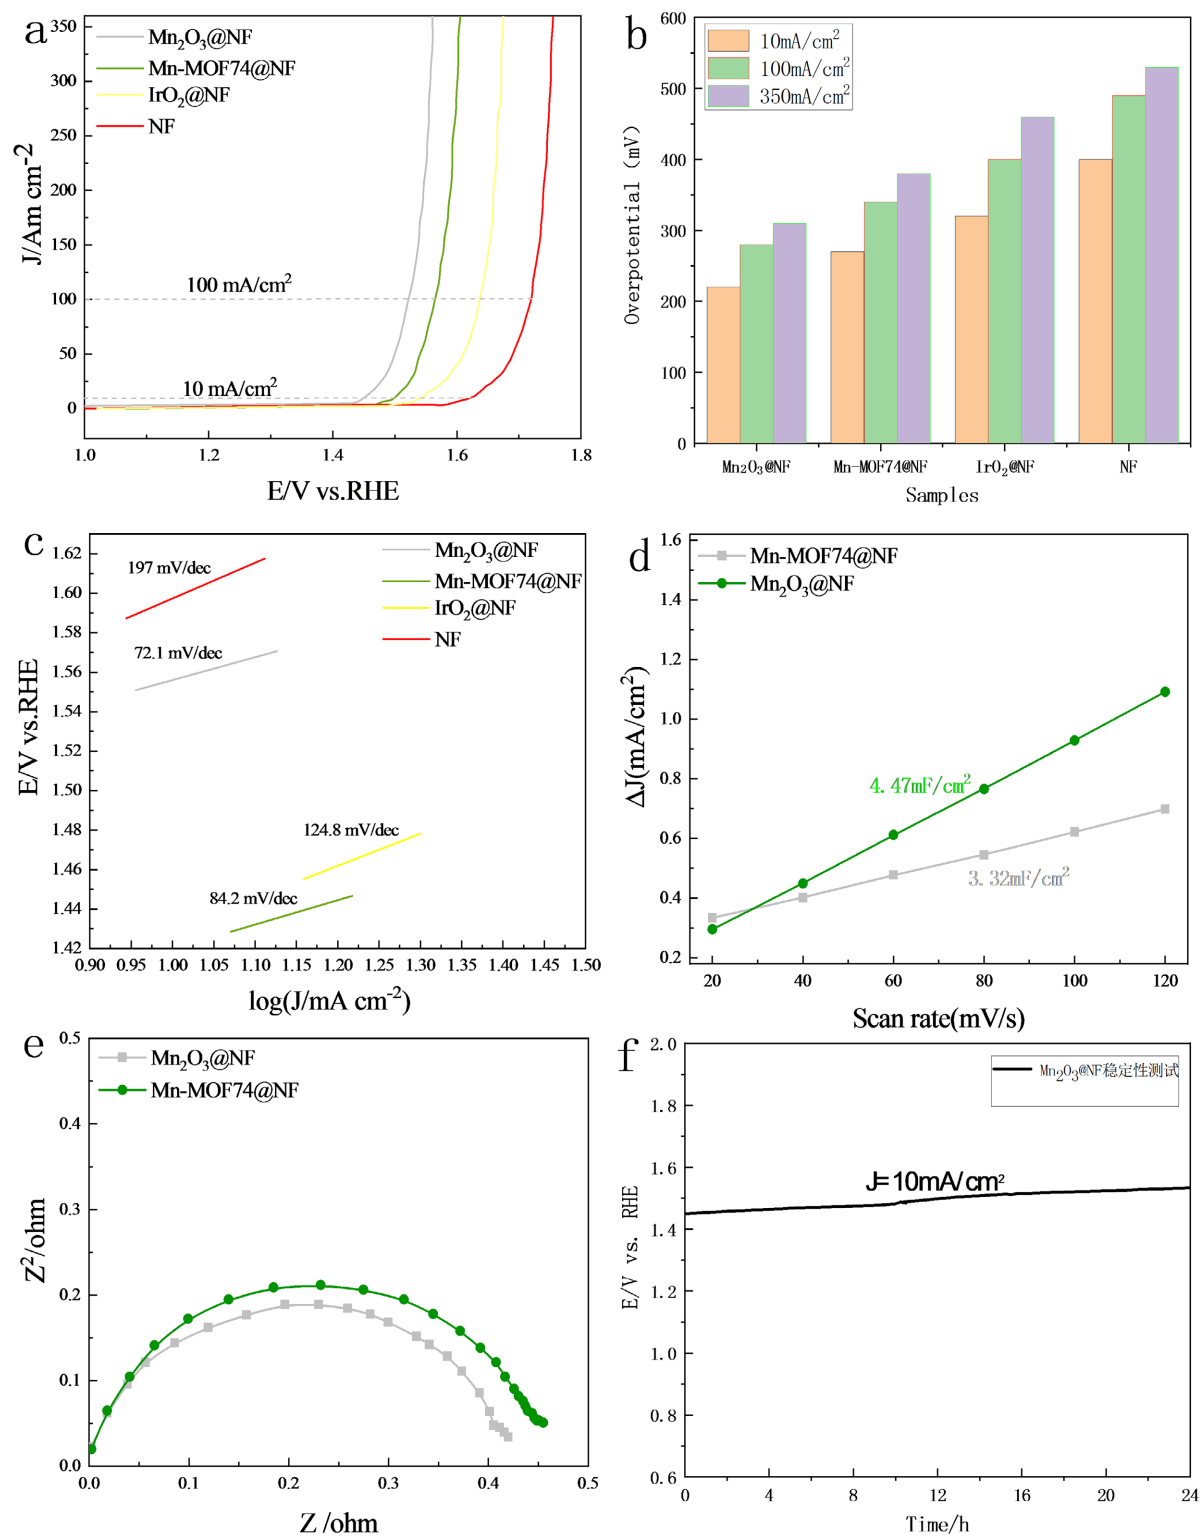 a
Mn₂O₃@NF
Mn-MOF74@NF
IrO₂@NF
NF
J/Am cm⁻²
350
300
250
200
150
100
50
0
100 mA/cm²
10 mA/cm²
1.0 1.2 1.4 1.6 1.8
E/V vs.RHE
b
10mA/cm²
100mA/cm²
350mA/cm²
Overpotential (mV)
600
500
400
300
200
100
0
Mn₂O₃@NF Mn-MOF74@NF IrO₂@NF NF
Samples
c
Mn₂O₃@NF
Mn-MOF74@NF
IrO₂@NF
NF
E/V vs.RHE
1.62
1.60
1.58
1.56
1.54
1.52
1.50
1.48
1.46
1.44
1.42
197 mV/dec
72.1 mV/dec
124.8 mV/dec
84.2 mV/dec
0.90 0.95 1.00 1.05 1.10 1.15 1.20 1.25 1.30 1.35 1.40 1.45 1.50
log(J/mA cm⁻²)
d
Mn-MOF74@NF
Mn₂O₃@NF
ΔJ(mA/cm²)
1.6
1.4
1.2
1.0
0.8
0.6
0.4
0.2
4.47mF/cm²
3.32mF/cm²
20 40 60 80 100 120
Scan rate(mV/s)
e
Mn₂O₃@NF
Mn-MOF74@NF
Z²/ohm
0.5
0.4
0.3
0.2
0.1
0.0
0.0 0.1 0.2 0.3 0.4 0.5
Z /ohm
f
Mn₂O₃@NF稳定性测试
E/V vs. RHE
2.0
1.8
1.6
1.4
1.2
1.0
0.8
0.6
J=10mA/cm²
0 4 8 12 16 20 24
Time/h